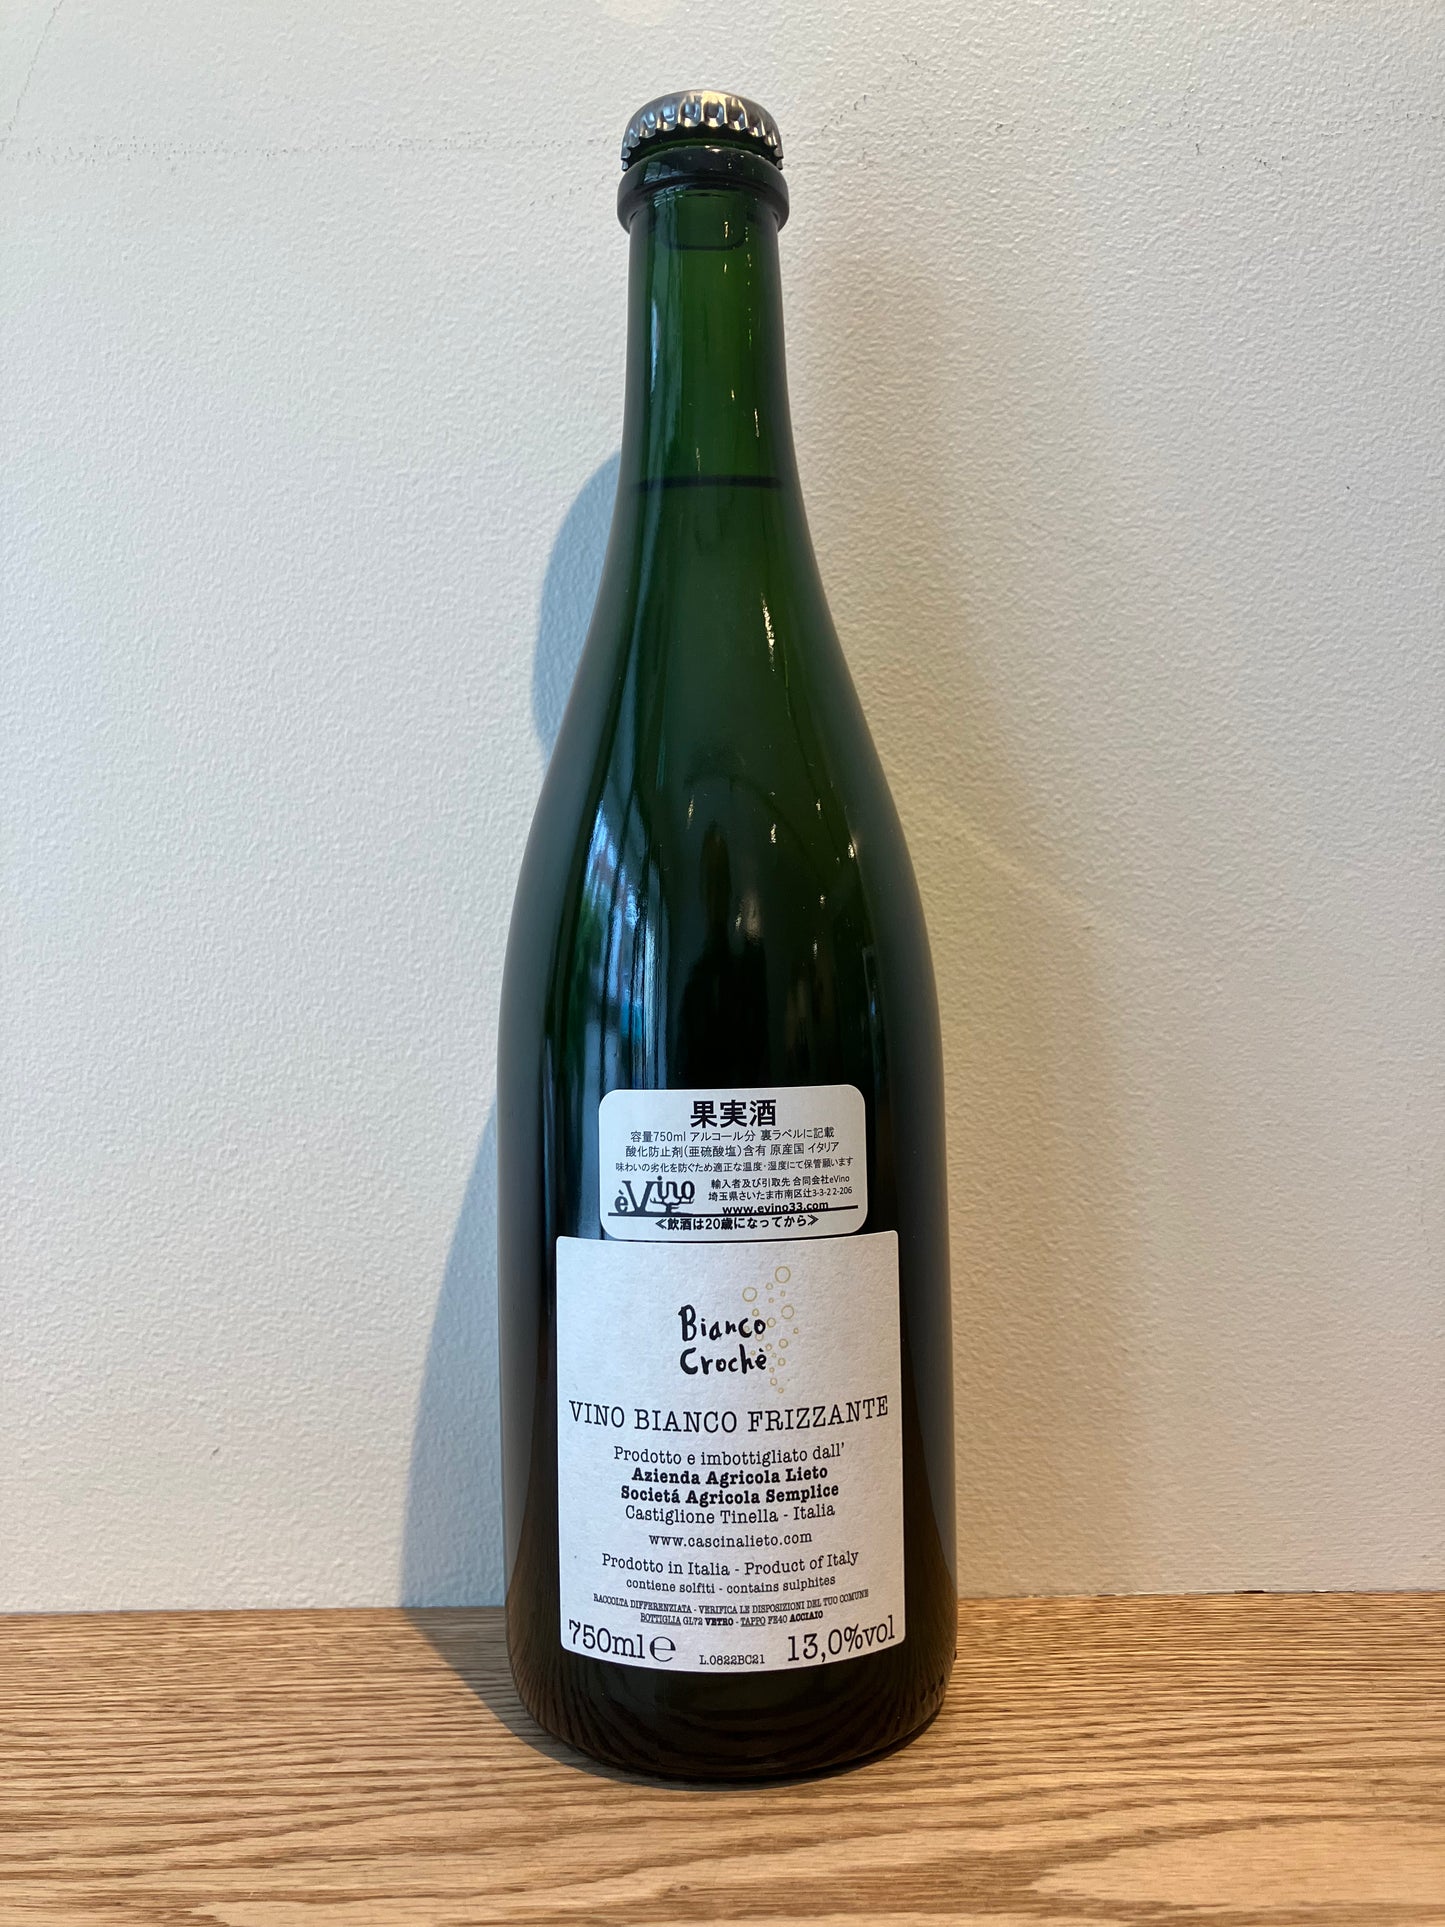 果実酒
容量750ml アルコール分 裏ラベルに記載
酸化防止剤(亜硫酸塩)含有 原産国 イタリア
味わいの劣化を防ぐため適正な温度・湿度にて保管願います
èVino
輸入者及び引取先 合同会社eVino
埼玉県さいたま市南区辻3-3-22-206
www.evino33.com
≪飲酒は20歳になってから≫
Bianco
Crochè
VINO BIANCO FRIZZANTE
Prodotto e imbottigliato dall'
Azienda Agricola Lieto
Societá Agricola Semplice
Castiglione Tinella - Italia
www.cascinalieto.com
Prodotto in Italia - Product of Italy
contiene solfiti - contains sulphites
RACCOLTA DIFFERENZIATA - VERIFICA LE DISPOSIZIONI DEL TUO COMUNE
BOTTIGLIA GL72 VETRO - TAPPO FE40 ACCIAIO
750ml℮ L.0822BC21 13,0%vol